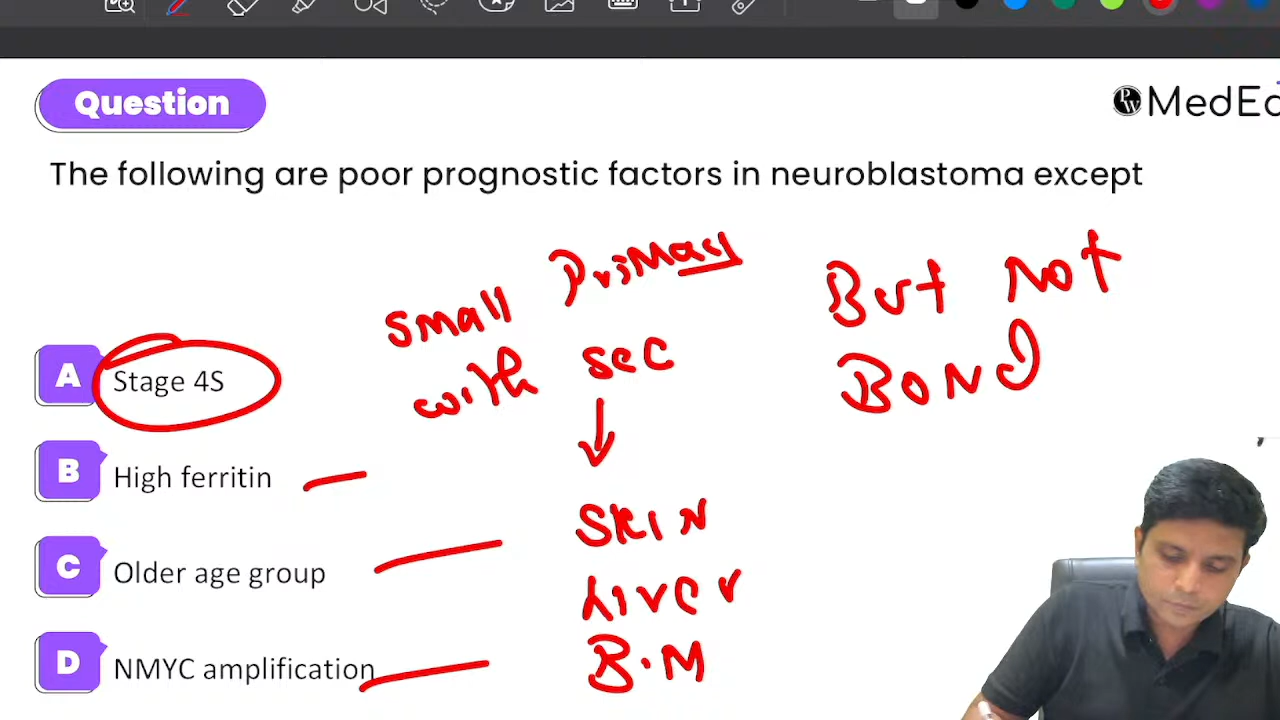 Question
PW MedEd
The following are poor prognostic factors in neuroblastoma except
small Primary
with sec
But Not
BONE
A Stage 4S
B High ferritin
C Older age group
D NMYC amplification
SKIN
Liver
B.M